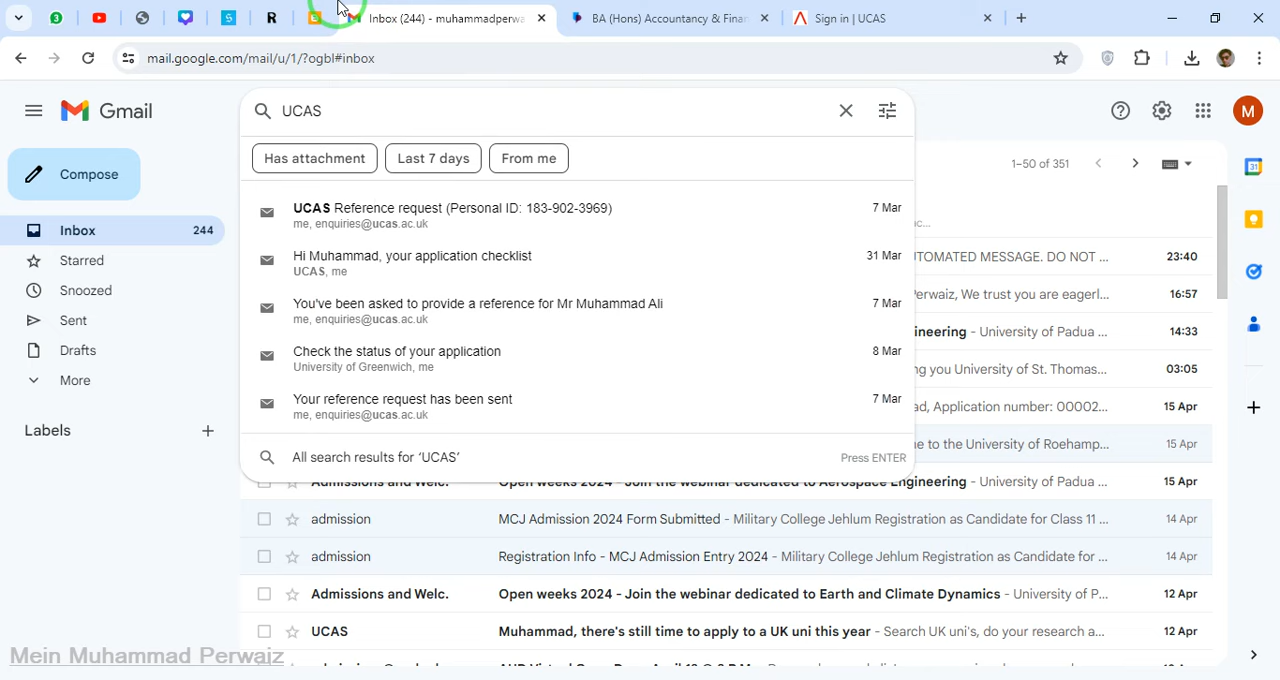 Inbox (244) - muhammadperwa
BA (Hons) Accountancy & Finan
Sign in | UCAS
mail.google.com/mail/u/1/?ogbl#inbox
Gmail
UCAS
M
Has attachment
Last 7 days
From me
1–50 of 351
Compose
UCAS Reference request (Personal ID: 183-902-3969)
7 Mar
me, enquiries@ucas.ac.uk
Inbox 244
Hi Muhammad, your application checklist
31 Mar
UCAS, me
UTOMATED MESSAGE. DO NOT ... 23:40
Starred
Snoozed
You've been asked to provide a reference for Mr Muhammad Ali
7 Mar
me, enquiries@ucas.ac.uk
Perwaiz, We trust you are eagerl... 16:57
Sent
ineering - University of Padua ... 14:33
Drafts
Check the status of your application
8 Mar
University of Greenwich, me
ng you University of St. Thomas... 03:05
More
Your reference request has been sent
7 Mar
me, enquiries@ucas.ac.uk
ad, Application number: 00002... 15 Apr
Labels
ne to the University of Roehamp... 15 Apr
All search results for ‘UCAS’
Press ENTER
Admissions and Welc. Open weeks 2024 - Join the webinar dedicated to Aerospace Engineering - University of Padua ... 15 Apr
admission MCJ Admission 2024 Form Submitted - Military College Jehlum Registration as Candidate for Class 11 ... 14 Apr
admission Registration Info - MCJ Admission Entry 2024 - Military College Jehlum Registration as Candidate for ... 14 Apr
Admissions and Welc. Open weeks 2024 - Join the webinar dedicated to Earth and Climate Dynamics - University of P... 12 Apr
UCAS Muhammad, there's still time to apply to a UK uni this year - Search UK uni's, do your research a... 12 Apr
Mein Muhammad Perwaiz